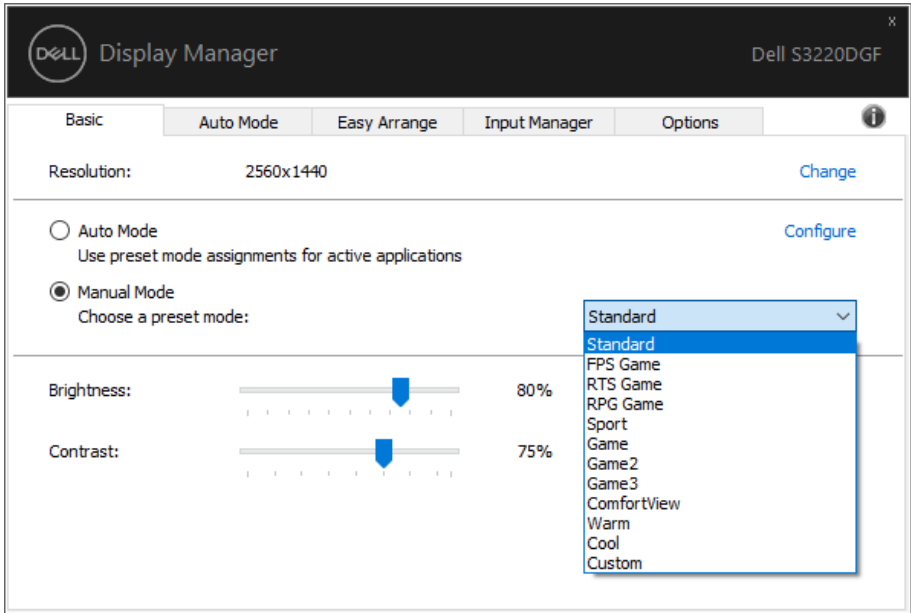 x
DELL Display Manager Dell S3220DGF
Basic Auto Mode Easy Arrange Input Manager Options i
Resolution: 2560x1440 Change
Auto Mode Configure
Use preset mode assignments for active applications
Manual Mode
Choose a preset mode: Standard
Standard
FPS Game
RTS Game
RPG Game
Sport
Game
Game2
Game3
ComfortView
Warm
Cool
Custom
Brightness: 80%
Contrast: 75%